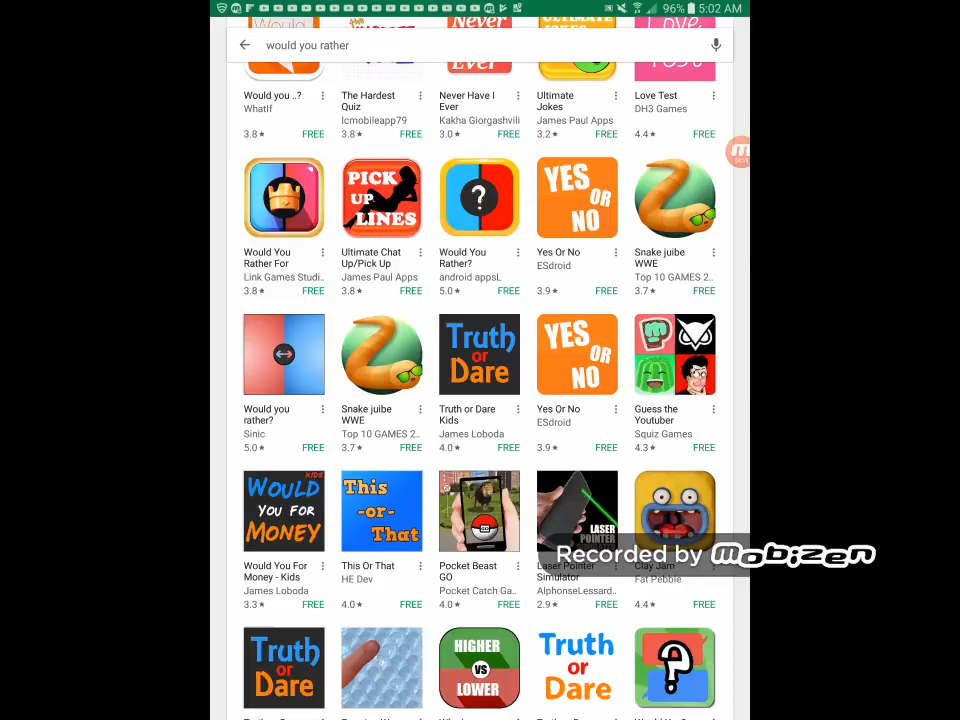 96% 5:02 AM
Would
Never
ULTIMATE
JOKES
Love
would you rather
Ever
Test
Would you ..?
WhatIf
3.8★ FREE
The Hardest
Quiz
lcmobileapp79
3.8★ FREE
Never Have I
Ever
Kakha Giorgashvili
3.0★ FREE
Ultimate
Jokes
James Paul Apps
3.2★ FREE
Love Test
DH3 Games
4.4★ FREE
PICK
UP
LINES
?
YES
OR
NO
Would You
Rather For
Link Games Studi..
3.8★ FREE
Ultimate Chat
Up/Pick Up
James Paul Apps
3.8★ FREE
Would You
Rather?
android appsL
5.0★ FREE
Yes Or No
ESdroid
3.9★ FREE
Snake juibe
WWE
Top 10 GAMES 2..
3.7★ FREE
Truth
or
Dare
YES
OR
NO
Would you
rather?
Sinic
5.0★ FREE
Snake juibe
WWE
Top 10 GAMES 2..
3.7★ FREE
Truth or Dare
Kids
James Loboda
4.0★ FREE
Yes Or No
ESdroid
3.9★ FREE
Guess the
Youtuber
Squiz Games
4.3★ FREE
KIDS
WOULD
YOU FOR
MONEY
This
-or-
That
GO
LASER
POINTER
Recorded by mobizen
Would You For
Money - Kids
James Loboda
3.3★ FREE
This Or That
HE Dev
4.0★ FREE
Pocket Beast
GO
Pocket Catch Ga..
4.0★ FREE
Laser Pointer
Simulator
AlphonseLessard..
2.9★ FREE
Clay Jam
Fat Pebble
4.4★ FREE
Truth
or
Dare
HIGHER
VS
LOWER
Truth
or
Dare
?